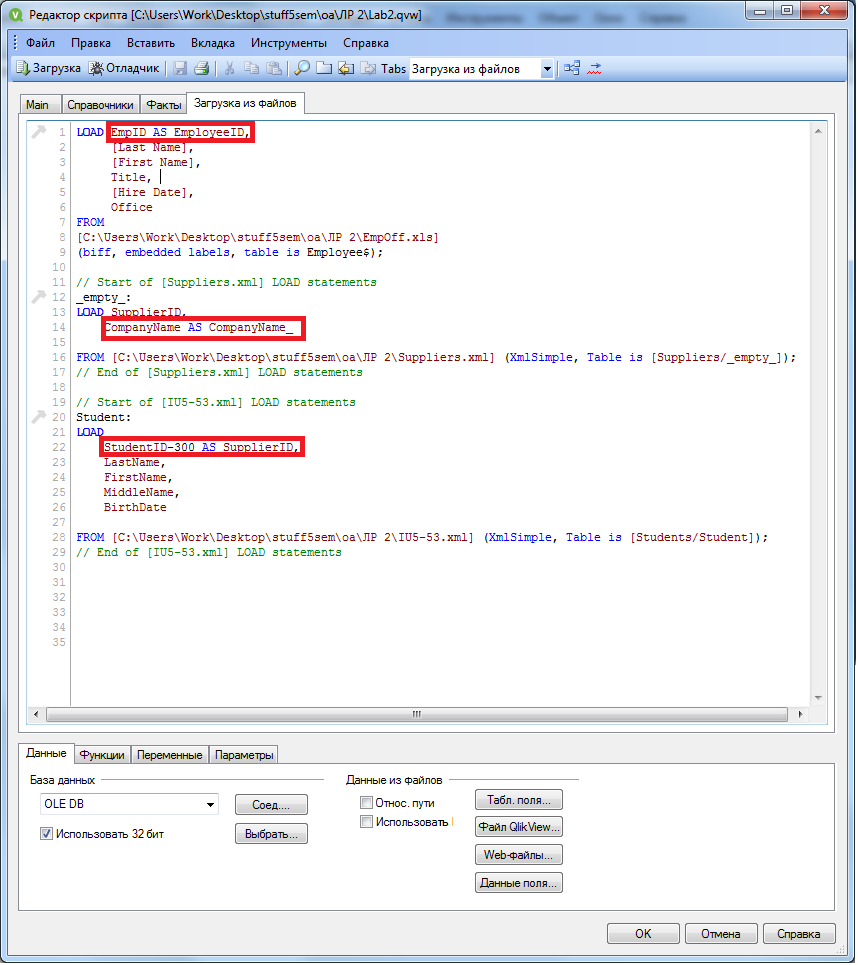 Редактор скрипта [C:\Users\Work\Desktop\stuff5sem\oa\ЛР 2\Lab2.qvw]
Файл Правка Вставить Вкладка Инструменты Справка
Загрузка Отладчик Tabs Загрузка из файлов
Main Справочники Факты Загрузка из файлов
1 LOAD EmpID AS EmployeeID,
2 [Last Name],
3 [First Name],
4 Title,
5 [Hire Date],
6 Office
7 FROM
8 [C:\Users\Work\Desktop\stuff5sem\oa\ЛР 2\EmpOff.xls]
9 (biff, embedded labels, table is Employee$);
10
11 // Start of [Suppliers.xml] LOAD statements
12 _empty_:
13 LOAD SupplierID,
14 CompanyName AS CompanyName_
15
16 FROM [C:\Users\Work\Desktop\stuff5sem\oa\ЛР 2\Suppliers.xml] (XmlSimple, Table is [Suppliers/_empty_]);
17 // End of [Suppliers.xml] LOAD statements
18
19 // Start of [IU5-53.xml] LOAD statements
20 Student:
21 LOAD
22 StudentID-300 AS SupplierID,
23 LastName,
24 FirstName,
25 MiddleName,
26 BirthDate
27
28 FROM [C:\Users\Work\Desktop\stuff5sem\oa\ЛР 2\IU5-53.xml] (XmlSimple, Table is [Students/Student]);
29 // End of [IU5-53.xml] LOAD statements
30
31
32
33
34
35
Данные Функции Переменные Параметры
База данных
OLE DB
Соед....
Использовать 32 бит
Выбрать...
Данные из файлов
Относ. пути
Использовать
Табл. поля...
Файл QlikView...
Web-файлы...
Данные поля...
OK Отмена Справка